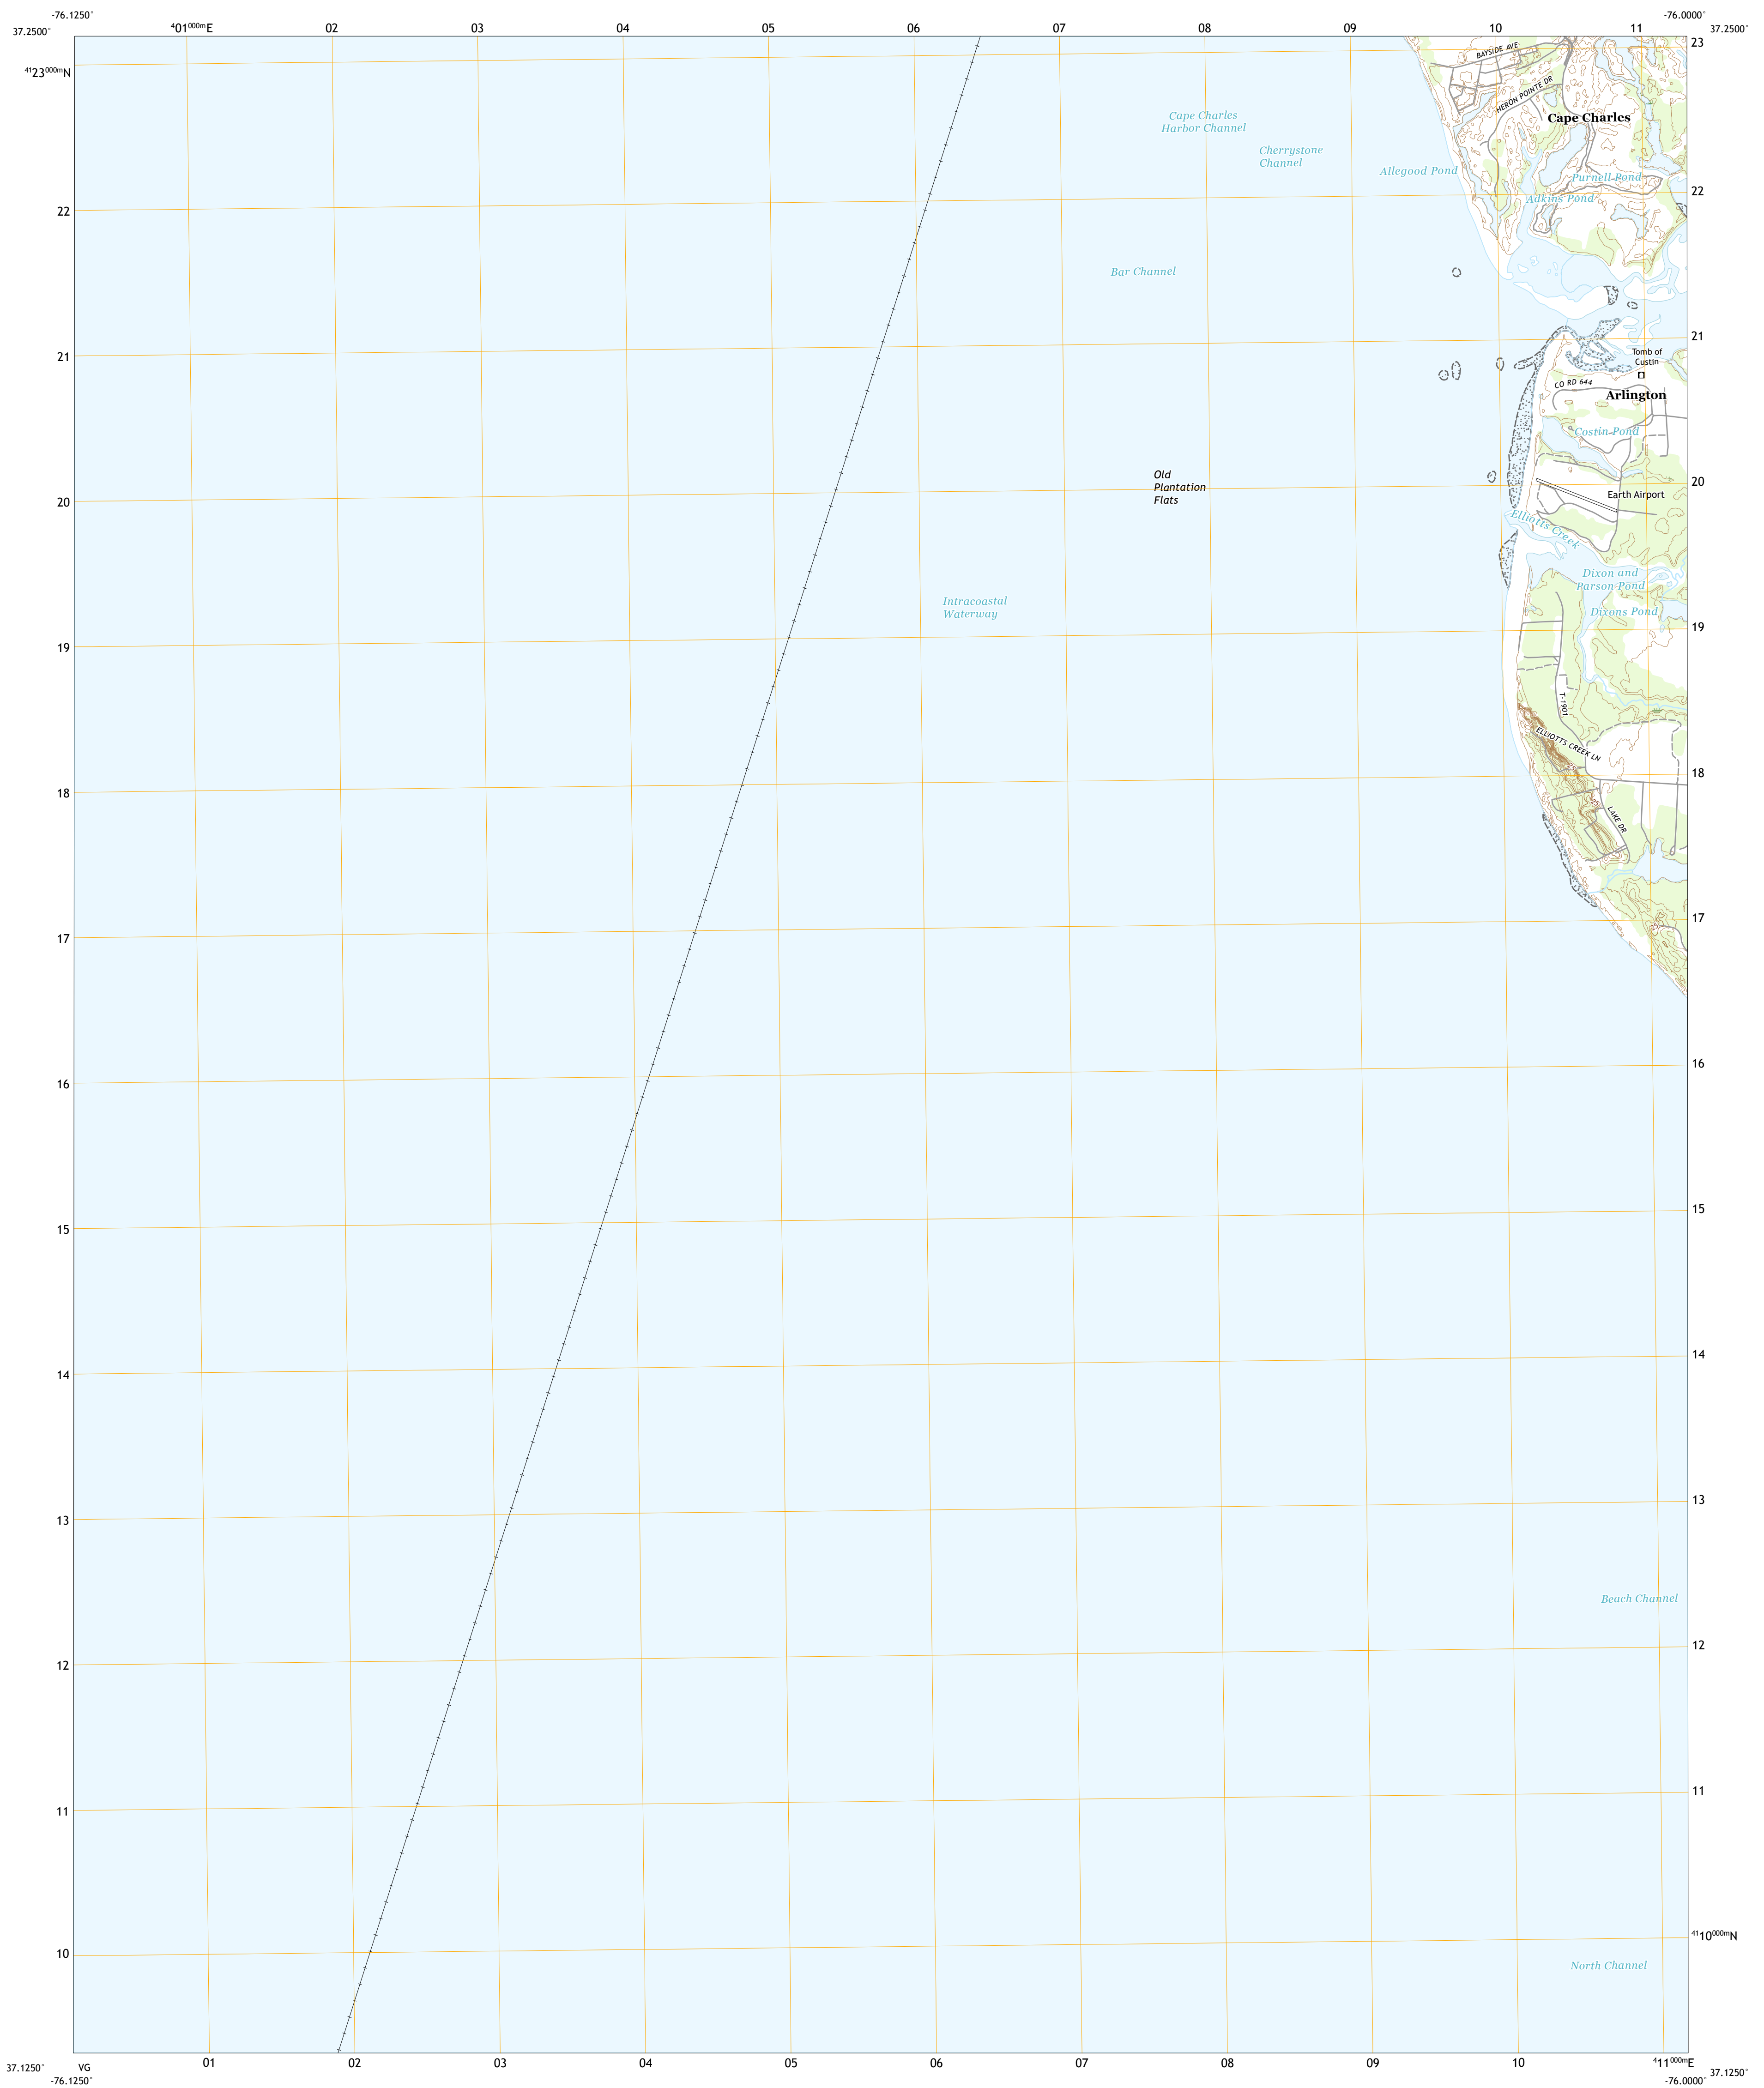 -76.1250°
-76.0000°
37.2500°
⁴01⁰⁰⁰ᵐE
02
03
04
05
06
07
08
09
10
11
37.2500°
⁴¹23⁰⁰⁰ᵐN
23
BAYSIDE AVE
HERON POINTE DR
Cape Charles
Cape Charles
Harbor Channel
Cherrystone
Channel
Allegood Pond
Purnell Pond
Adkins Pond
22
22
Bar Channel
21
21
Tomb of
Custin
CO RD 644
Arlington
Costin Pond
Old
Plantation
Flats
20
20
Earth Airport
Elliotts Creek
Dixon and
Parson Pond
Dixons Pond
Intracoastal
Waterway
19
19
T-1901
ELLIOTTS CREEK LN
18
18
LAKE DR
17
17
16
16
15
15
14
14
13
13
Beach Channel
12
12
11
11
10
⁴¹10⁰⁰⁰ᵐN
North Channel
37.1250°
VG
01
02
03
04
05
06
07
08
09
10
⁴11⁰⁰⁰ᵐE
37.1250°
-76.1250°
-76.0000°